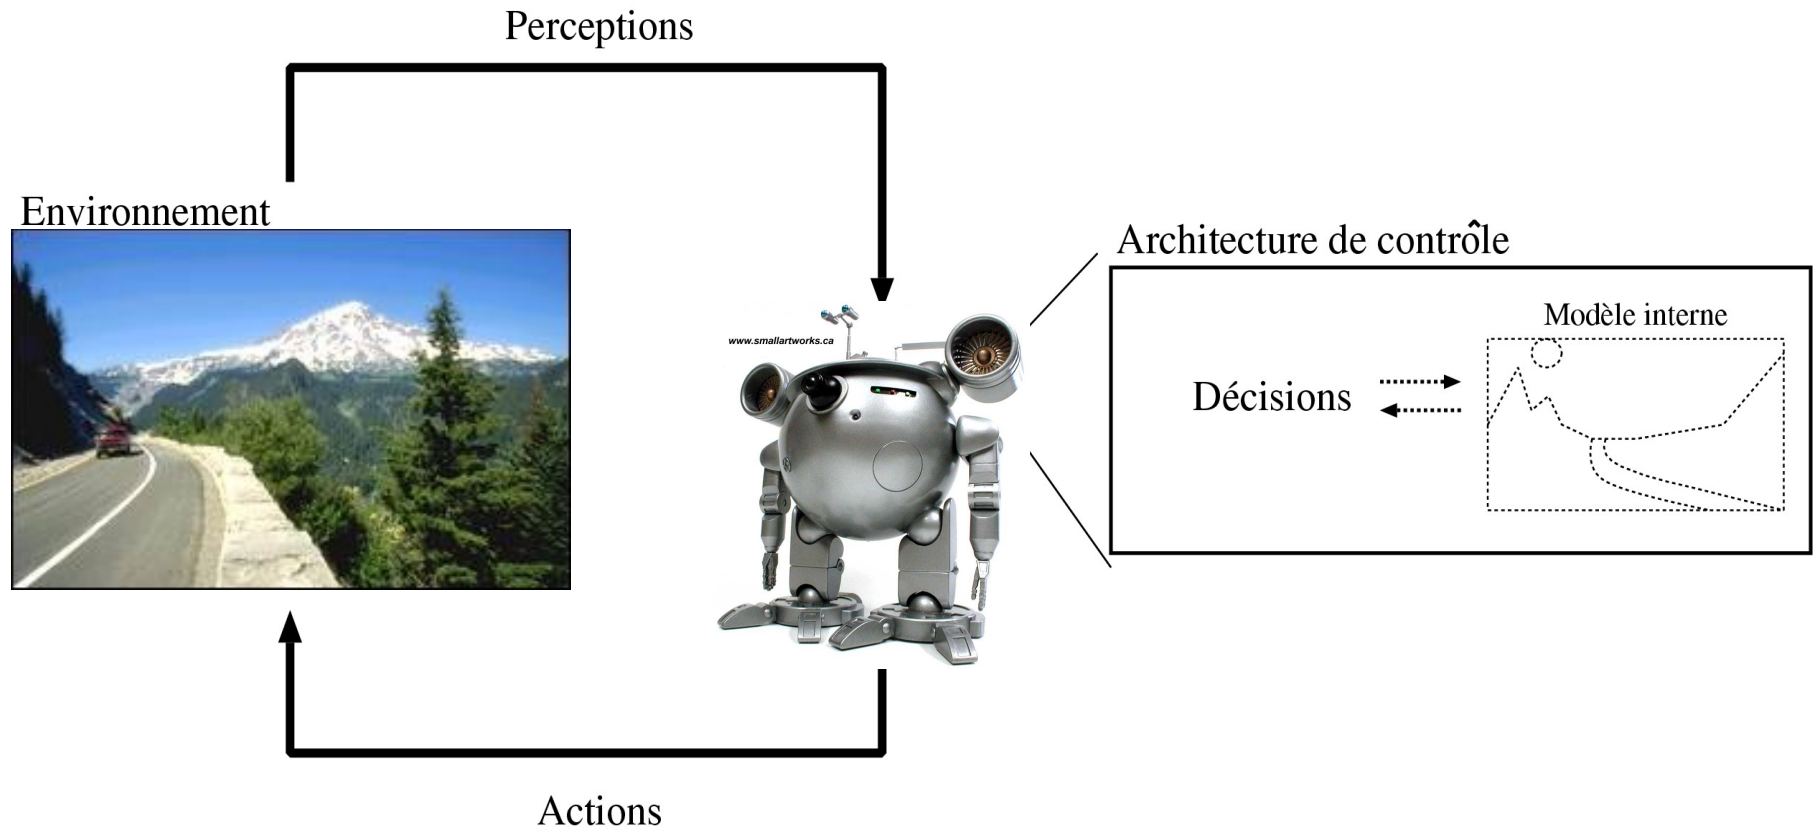 Perceptions
Environnement
Architecture de contrôle
www.smallartworks.ca
Modèle interne
Décisions
Actions